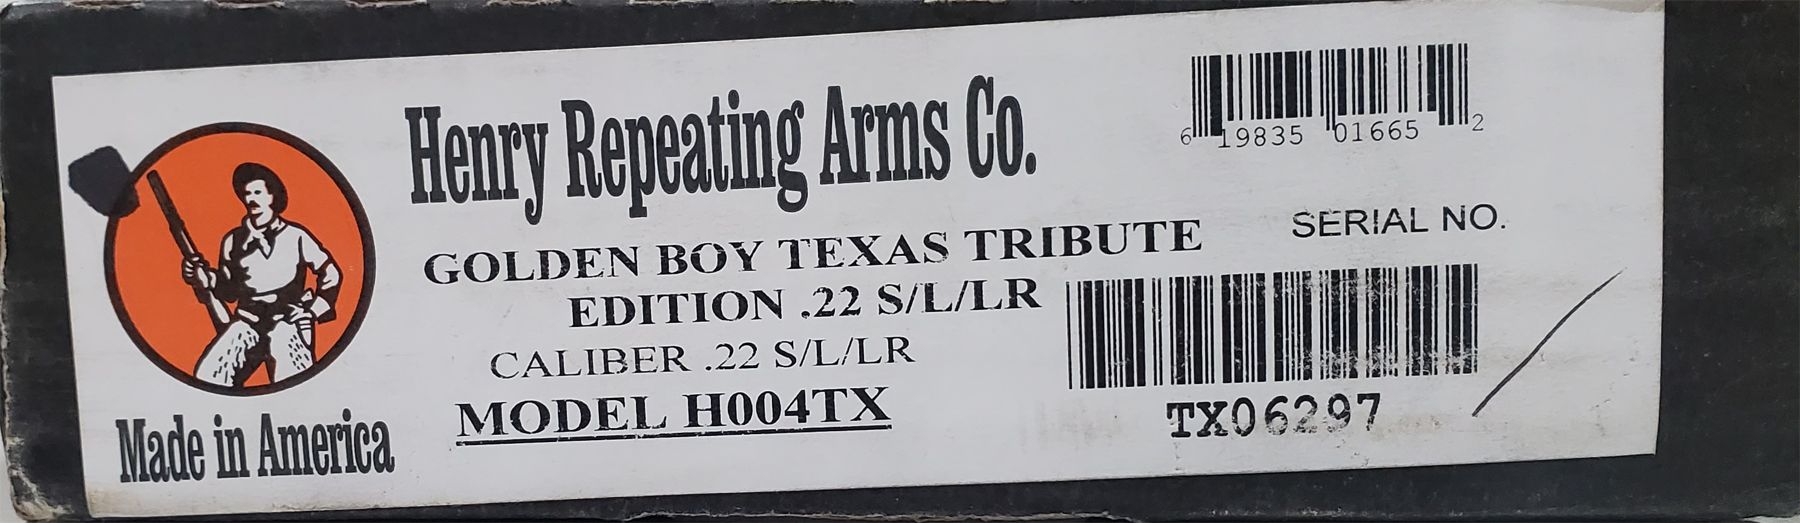 Henry Repeating Arms Co.
GOLDEN BOY TEXAS TRIBUTE
EDITION .22 S/L/LR
CALIBER .22 S/L/LR
MODEL H004TX
Made in America
6 19835 01665 2
SERIAL NO.
TX06297